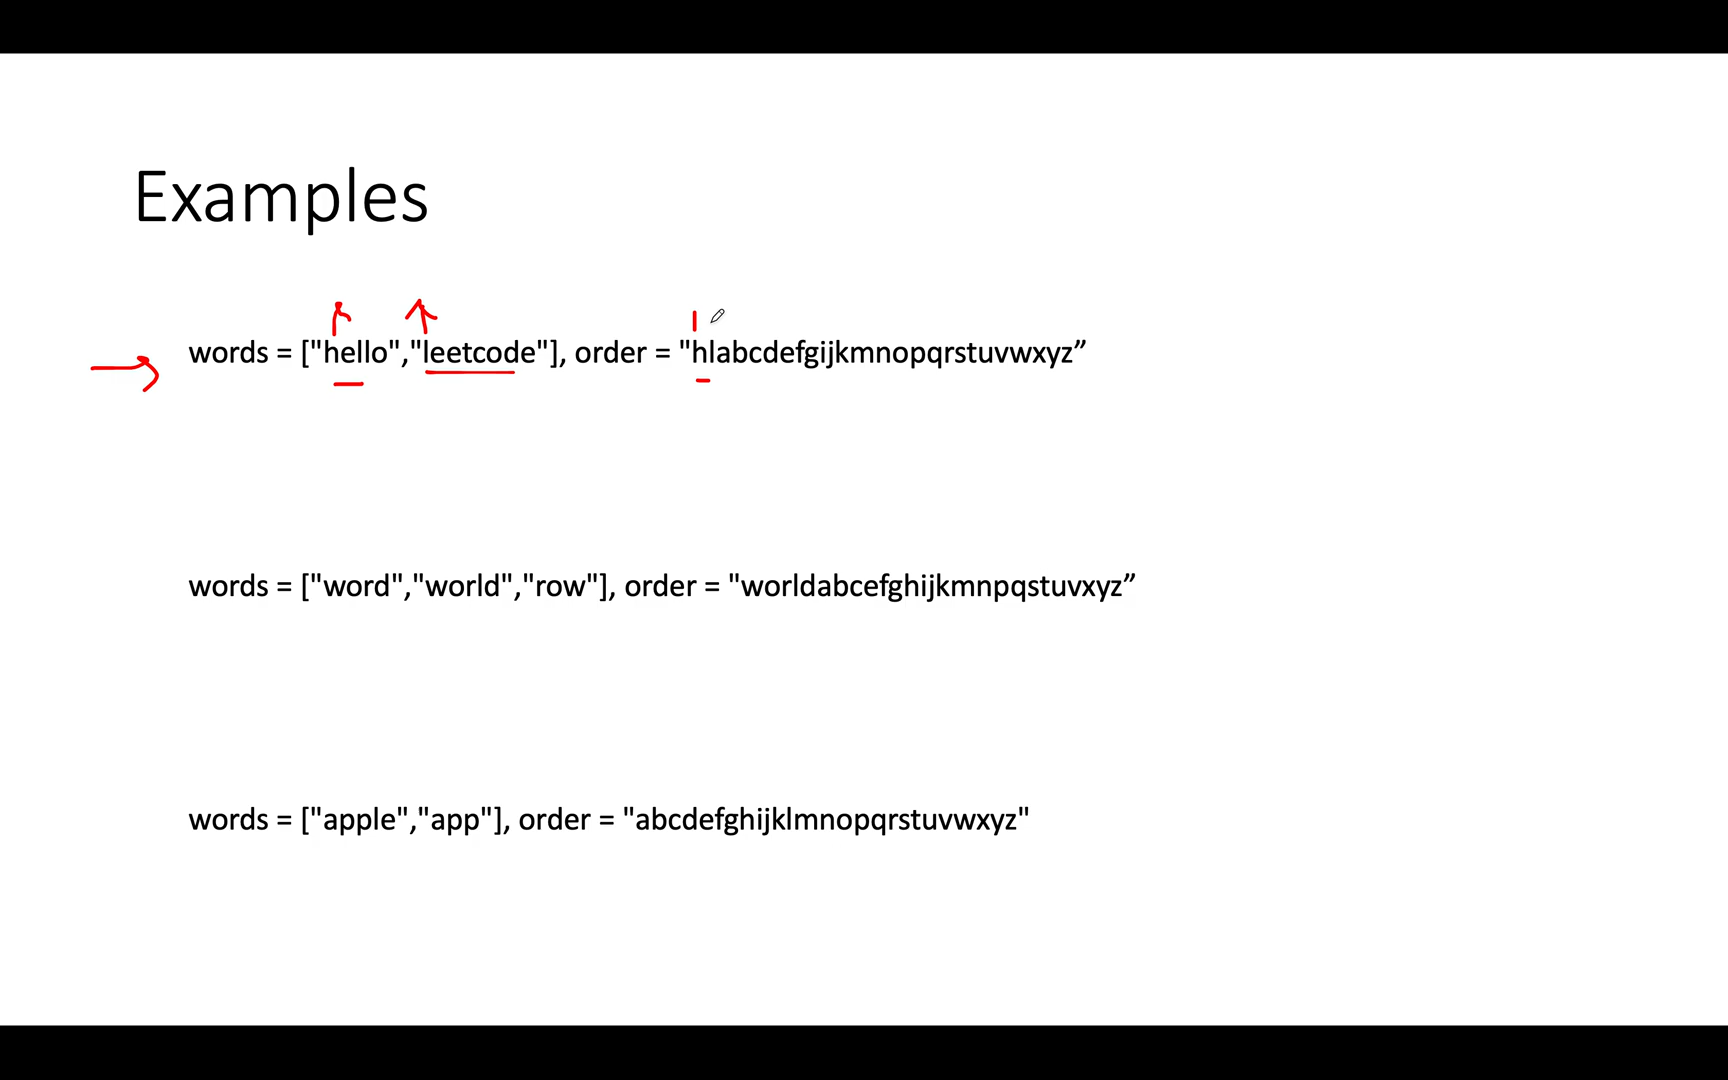 Examples
words = ["hello","leetcode"], order = "hlabcdefgijkmnopqrstuvwxyz”
words = ["word","world","row"], order = "worldabcefghijkmnpqstuvxyz”
words = ["apple","app"], order = "abcdefghijklmnopqrstuvwxyz"